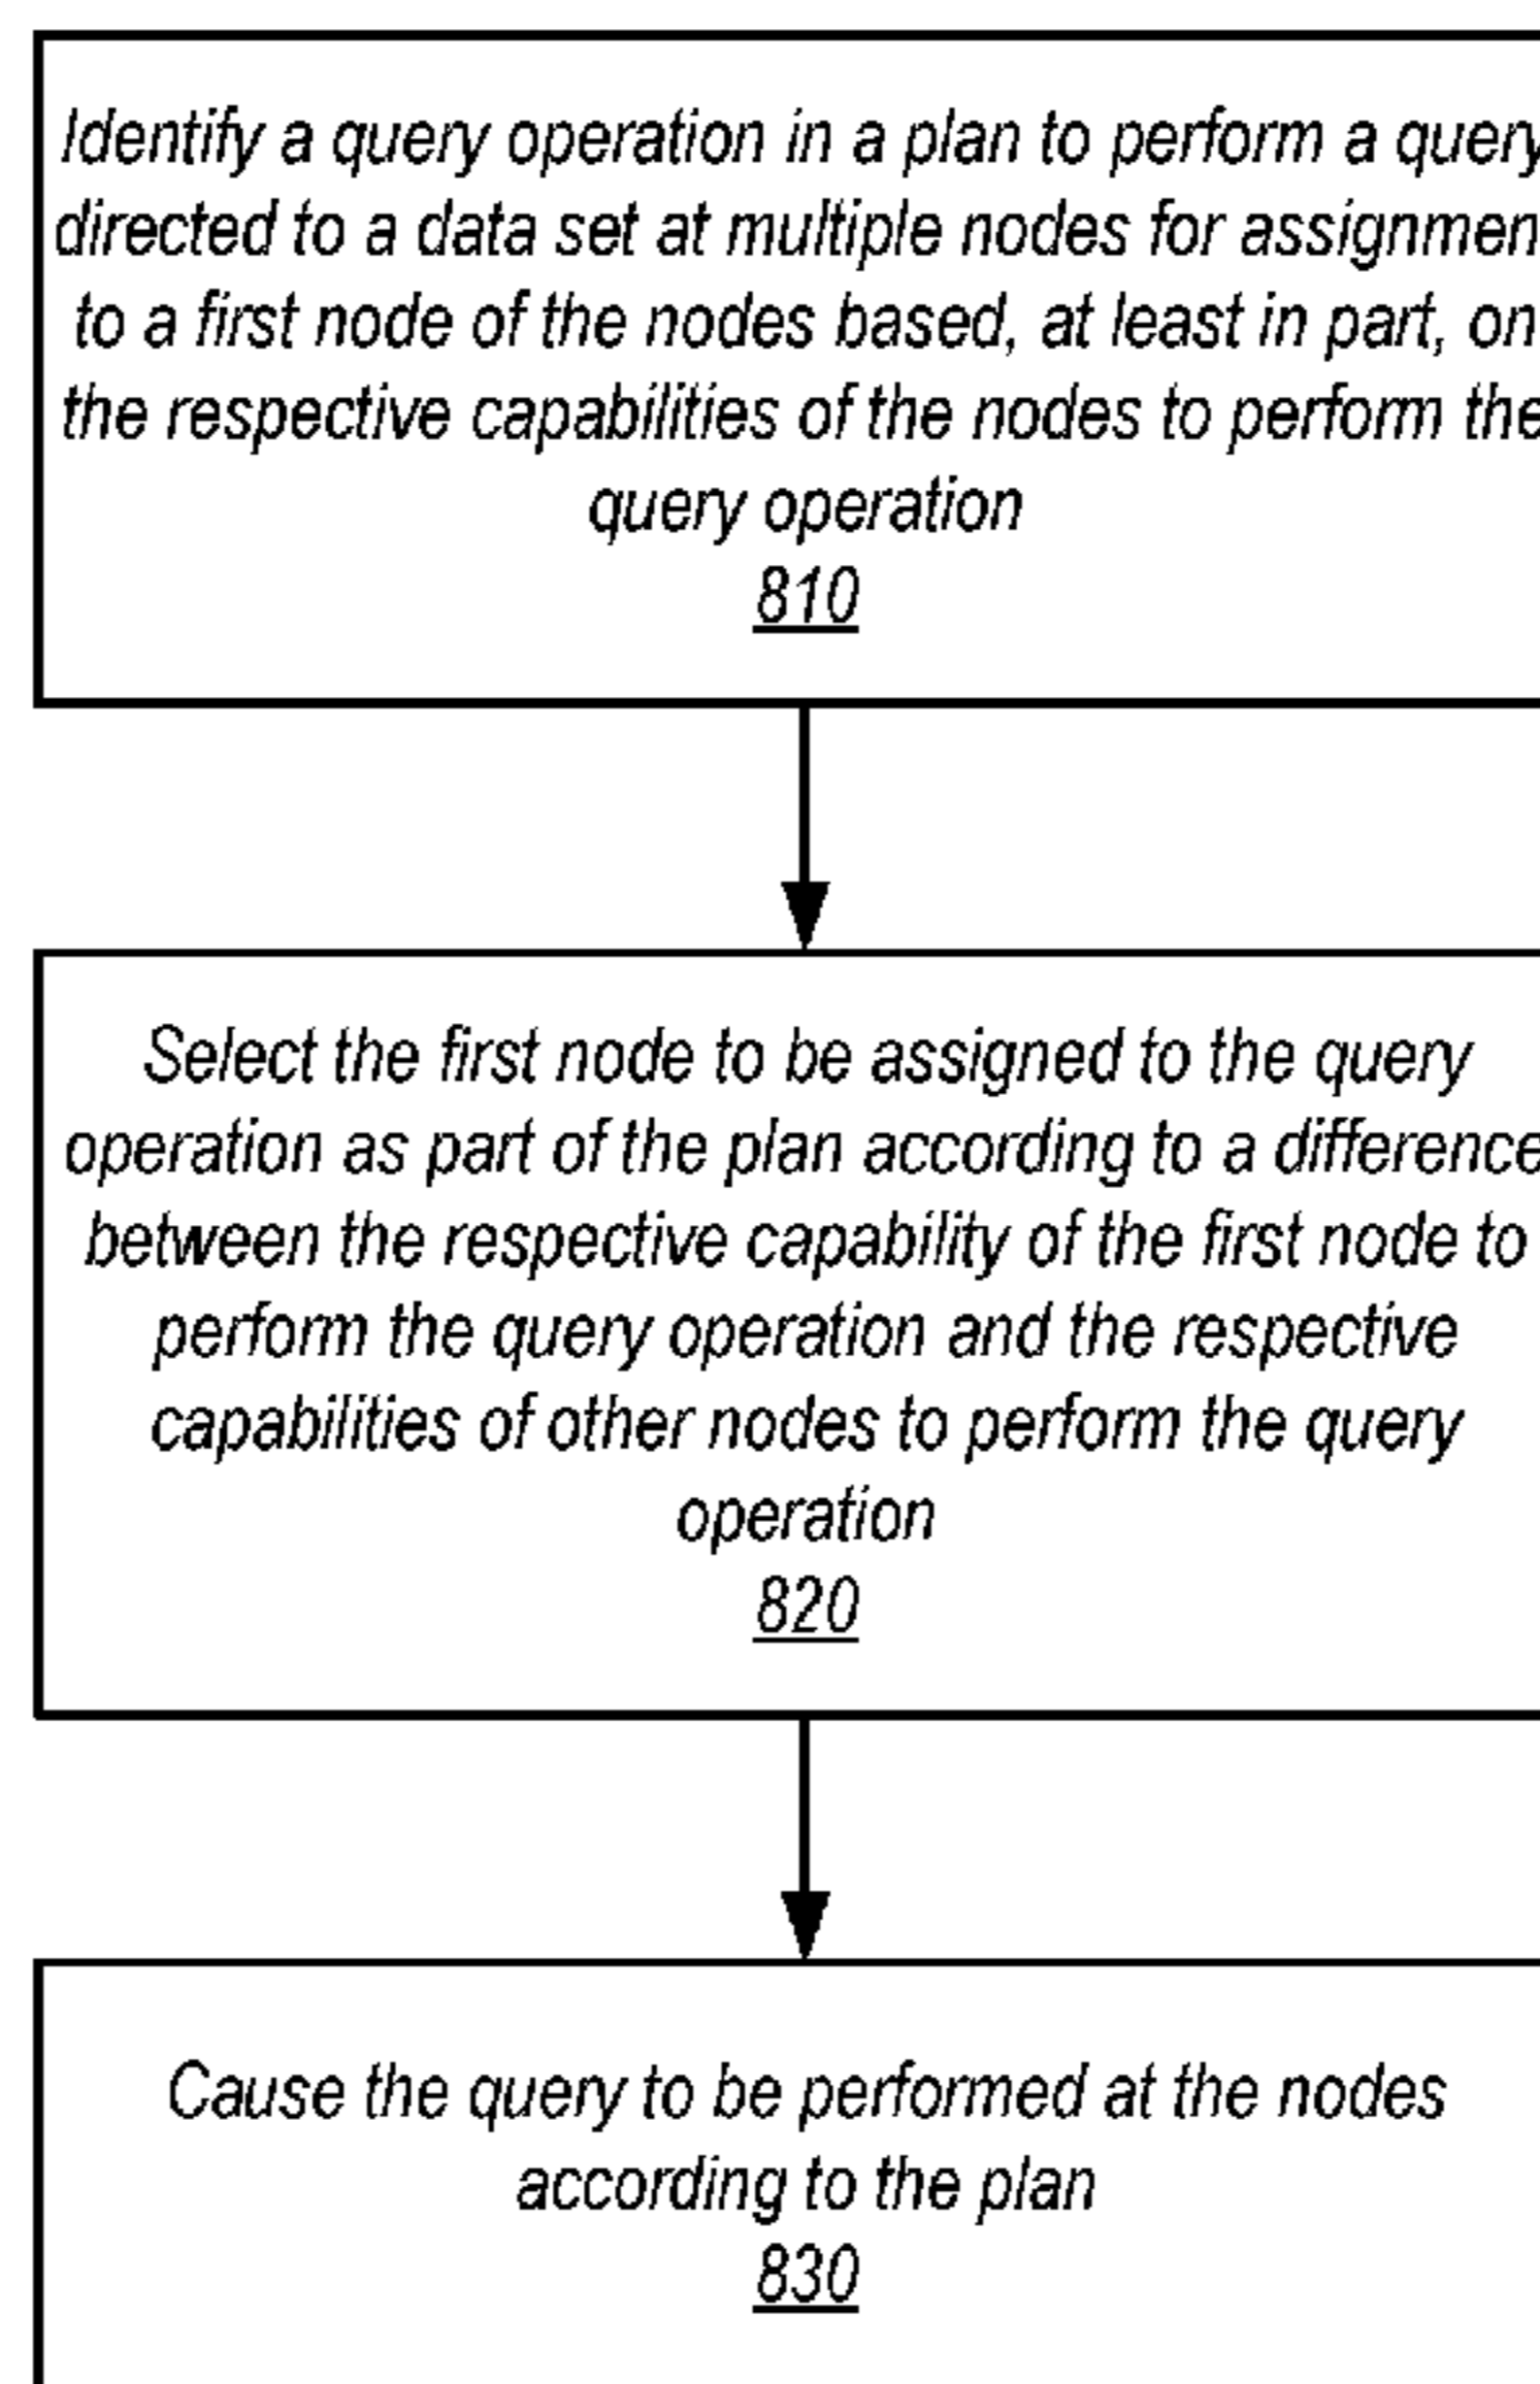 Identify a query operation in a plan to perform a query
directed to a data set at multiple nodes for assignmen
to a first node of the nodes based, at least in part, on
the respective capabilities of the nodes to perform the
query operation
810
Select the first node to be assigned to the query
operation as part of the plan according to a difference
between the respective capability of the first node to
perform the query operation and the respective
capabilities of other nodes to perform the query
operation
820
Cause the query to be performed at the nodes
according to the plan
830